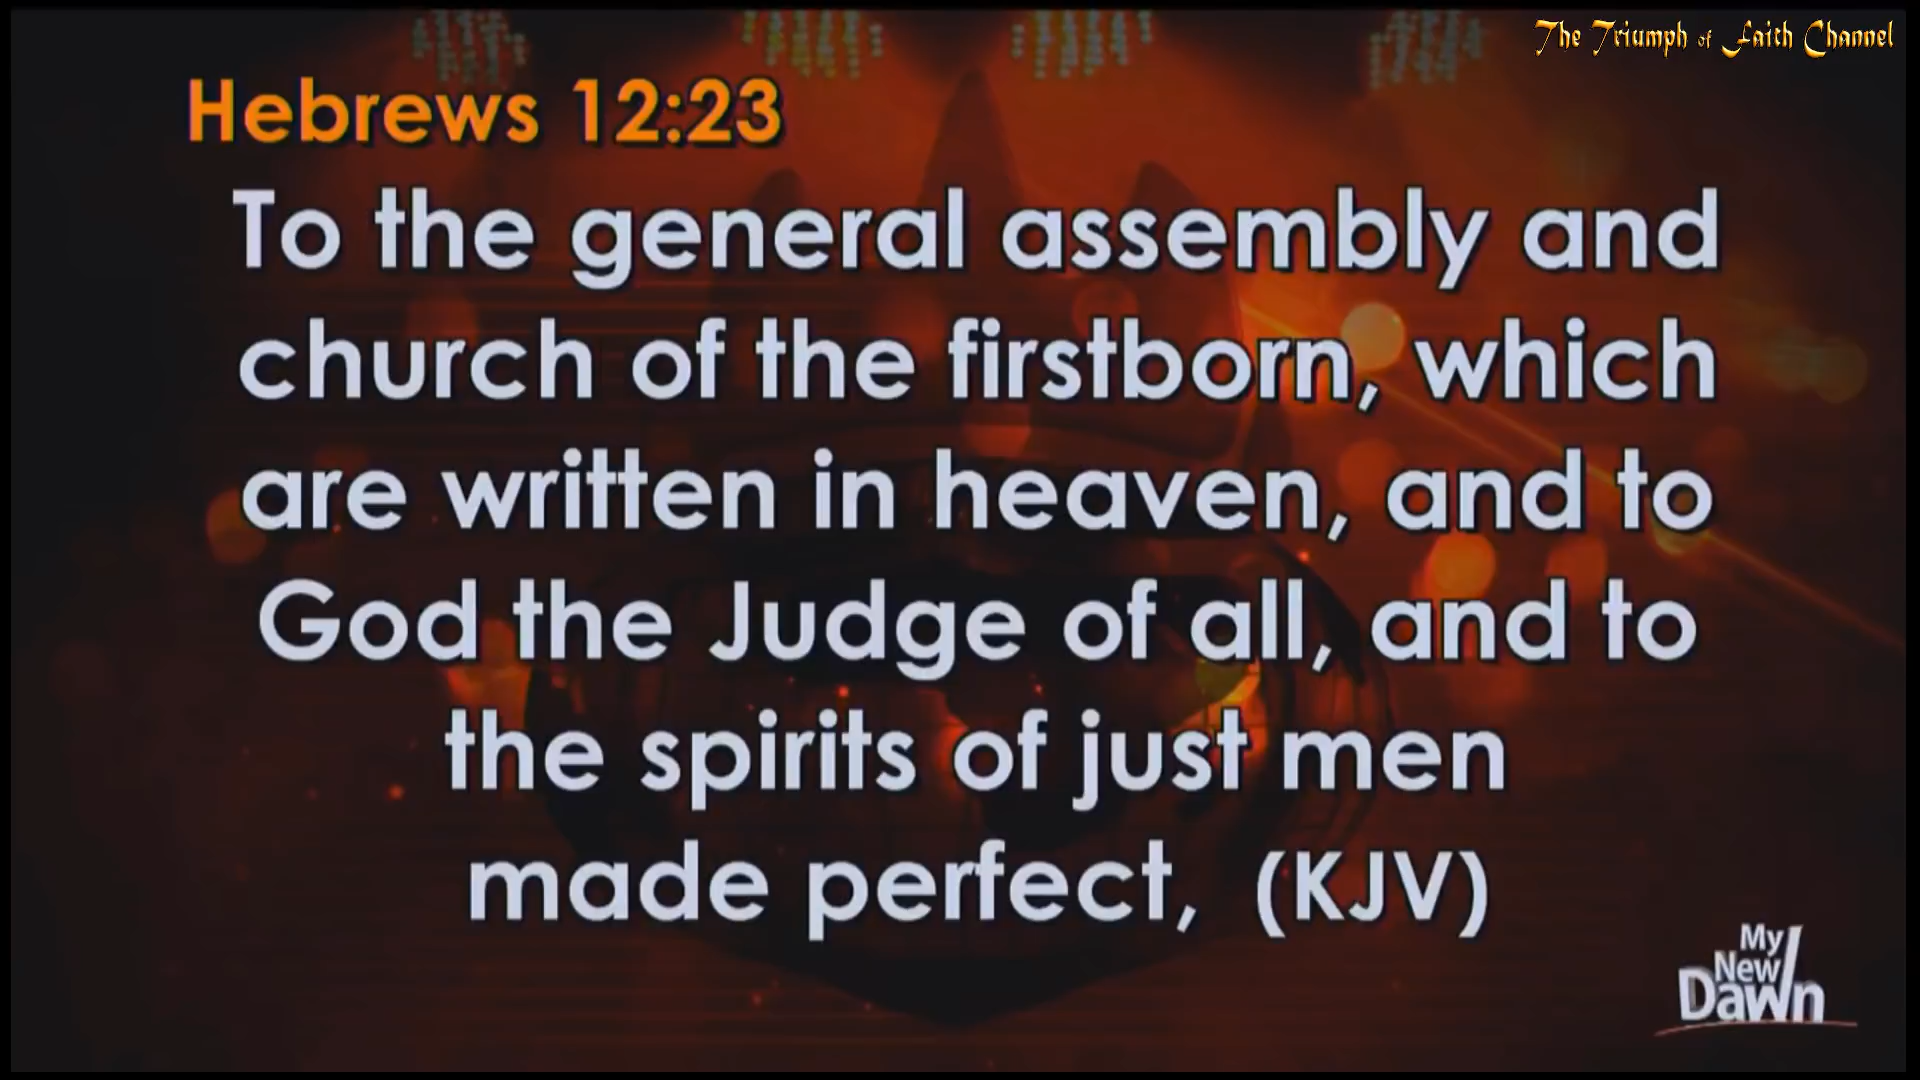 The Triumph of Faith Channel
Hebrews 12:23
To the general assembly and
church of the firstborn, which
are written in heaven, and to
God the Judge of all, and to
the spirits of just men
made perfect, (KJV)
My
New
Dawn